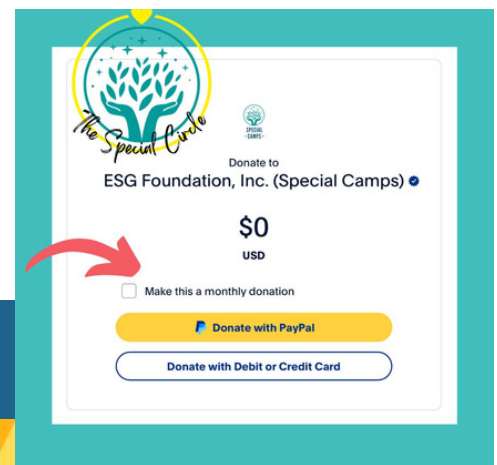 The Special Circle
SPECIAL
-CAMPS-
Donate to
ESG Foundation, Inc. (Special Camps)
$0
USD
Make this a monthly donation
Donate with PayPal
Donate with Debit or Credit Card